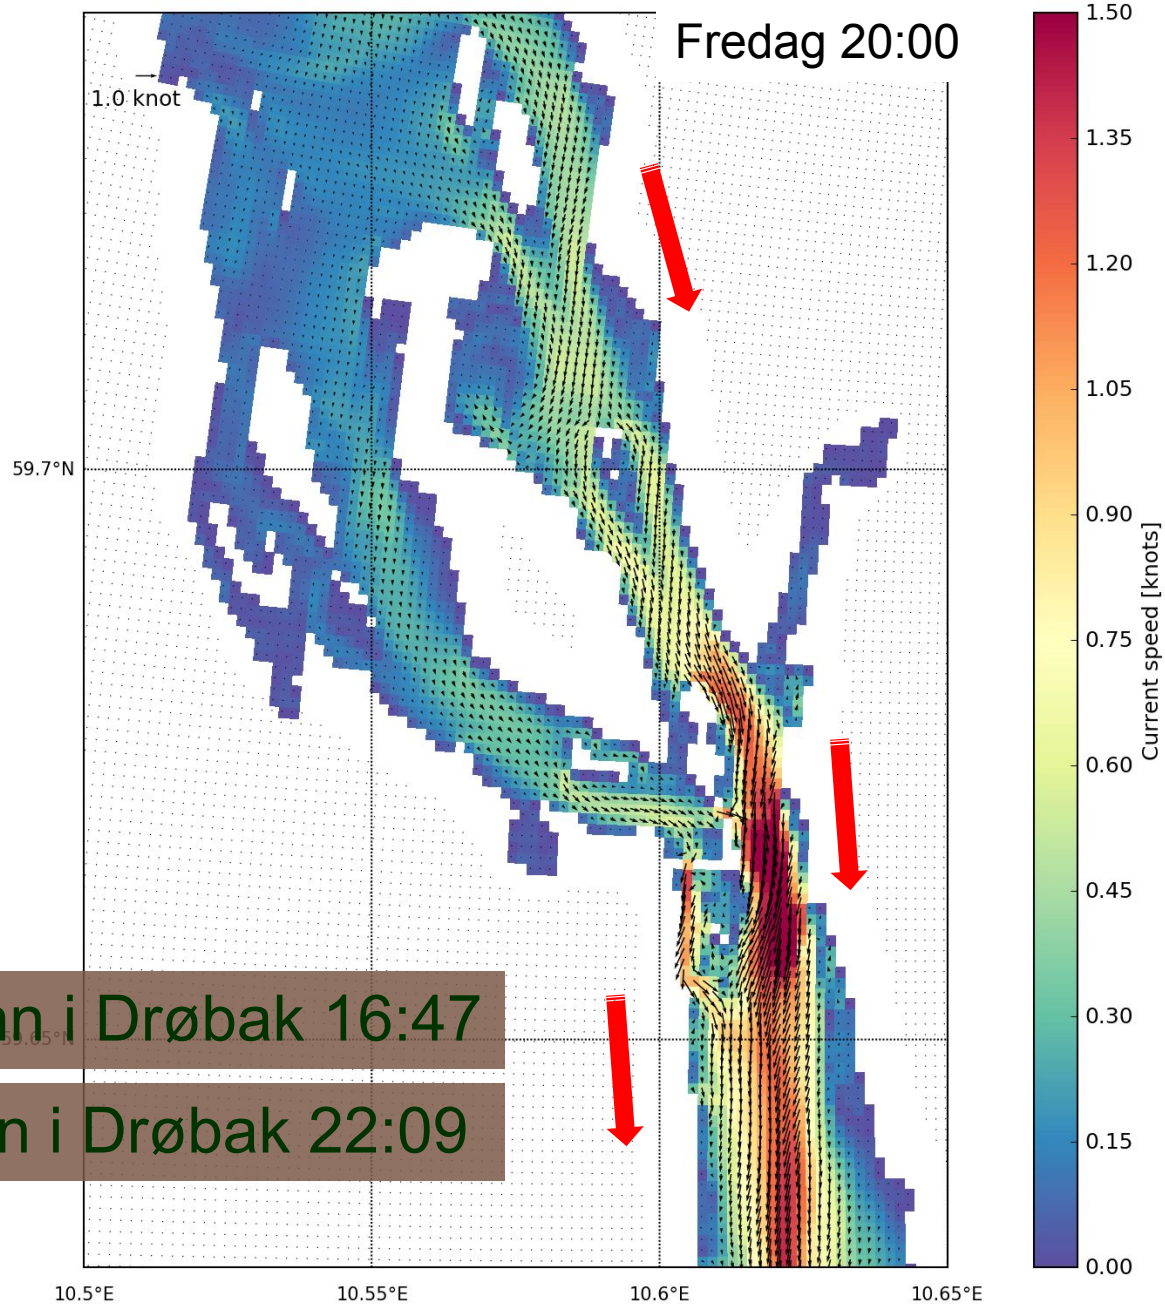 Fredag 20:00
1.0 knot
59.7°N
i Drøbak 16:47
i Drøbak 22:09
10.5°E
10.55°E
10.6°E
10.65°E
1.50
1.35
1.20
1.05
0.90
0.75
0.60
0.45
0.30
0.15
0.00
Current speed [knots]